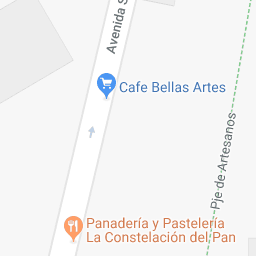 Avenida S
Cafe Bellas Artes
Pje de Artesanos
Panadería y Pastelería
La Constelación del Pan